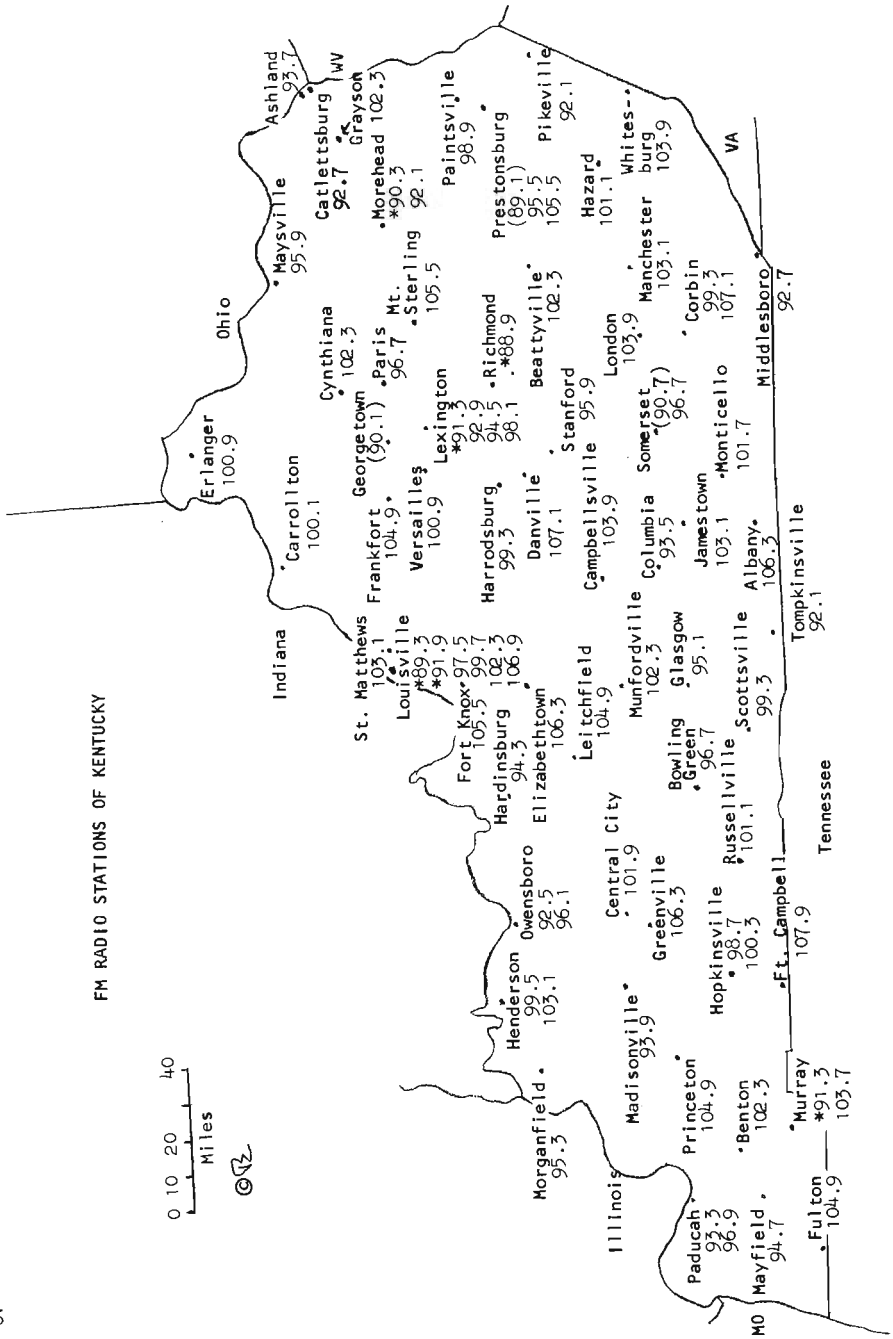 FM RADIO STATIONS OF KENTUCKY
0 10 20 40
Miles
Ohio
Indiana
Illinois
MO
Tennessee
VA
WV
Ashland
93.7
Catlettsburg
92.7
Grayson
102.3
Maysville
95.9
Morehead
*90.3
92.1
Mt.
Sterling
105.5
Paintsville
98.9
Prestonsburg
(89.1)
95.5
105.5
Pikeville
92.1
Hazard
101.1
Whites-
burg
103.9
Manchester
103.1
Corbin
99.3
107.1
Middlesboro
92.7
Erlanger
100.9
Carrollton
100.1
Cynthiana
102.3
Paris
96.7
Georgetown
(90.1)
Frankfort
104.9
Versailles
100.9
Lexington
*91.3
92.9
94.5
98.1
Richmond
*88.9
Beattyville
102.3
London
103.9
Harrodsburg
99.3
Danville
107.1
Stanford
95.9
Campbellsville
103.9
Somerset
(90.7)
96.7
Columbia
93.5
Jamestown
103.1
Monticello
101.7
Albany
106.3
Tompkinsville
92.1
St. Matthews
103.1
Louisville
*89.3
*91.9
97.5
99.7
102.3
106.9
Fort Knox
105.5
Hardinsburg
94.3
Elizabethtown
106.3
Leitchfield
104.9
Munfordville
102.3
Glasgow
95.1
Scottsville
99.3
Bowling
Green
96.7
Russellville
101.1
Owensboro
92.5
96.1
Central City
101.9
Greenville
106.3
Hopkinsville
98.7
100.3
Ft. Campbell
107.9
Henderson
99.5
103.1
Morganfield
95.3
Madisonville
93.9
Princeton
104.9
Benton
102.3
Murray
*91.3
103.7
Paducah
93.3
96.9
Mayfield
94.7
Fulton
104.9